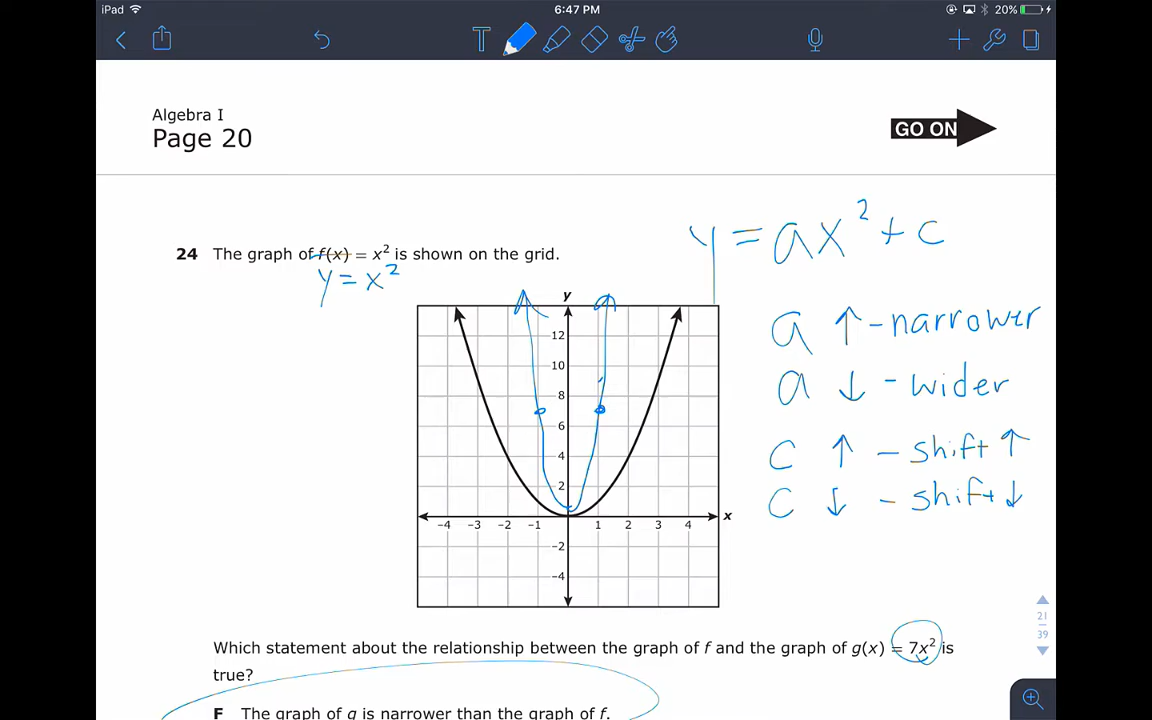 iPad 6:47 PM 20%
T
Algebra I
Page 20
GO ON
y = ax² + c
24 The graph of f(x) = x² is shown on the grid.
y = x²
a ↑ - narrower
a ↓ - wider
c ↑ - shift ↑
c ↓ - shift ↓
y
12
10
8
6
4
2
-4 -3 -2 -1 1 2 3 4 x
-2
-4
21
39
Which statement about the relationship between the graph of f and the graph of g(x) = 7x² is
true?
F The graph of g is narrower than the graph of f.